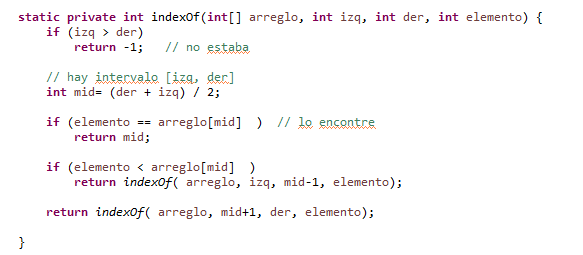 static private int indexOf(int[] arreglo, int izq, int der, int elemento) {
if (izq > der)
return -1;   // no estaba
// hay intervalo [izq, der]
int mid= (der + izq) / 2;
if (elemento == arreglo[mid]  )  // lo encontre
return mid;
if (elemento < arreglo[mid]  )
return indexOf( arreglo, izq, mid-1, elemento);
return indexOf( arreglo, mid+1, der, elemento);
}